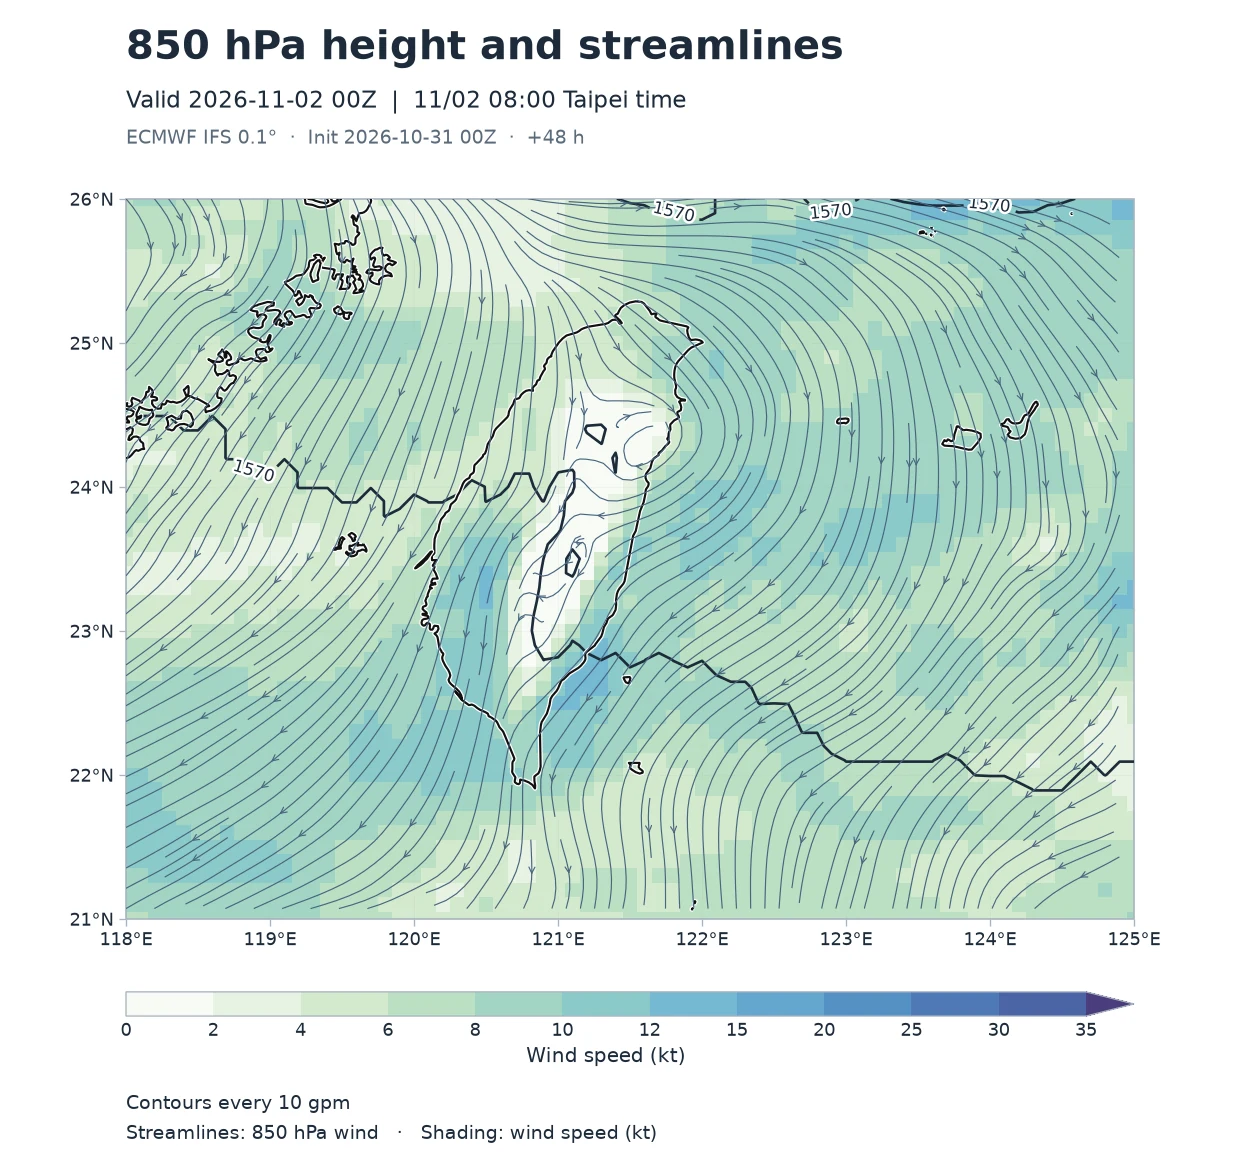 850 hPa height and streamlines
Valid 2026-11-02 00Z | 11/02 08:00 Taipei time
ECMWF IFS 0.1° · Init 2026-10-31 00Z · +48 h
26°N
1570 1570 1570
25°N
1570
24°N
23°N
22°N
21°N
118°E 119°E 120°E 121°E 122°E 123°E 124°E 125°E
0 2 4 6 8 10 12 15 20 25 30 35
Wind speed (kt)
Contours every 10 gpm
Streamlines: 850 hPa wind · Shading: wind speed (kt)